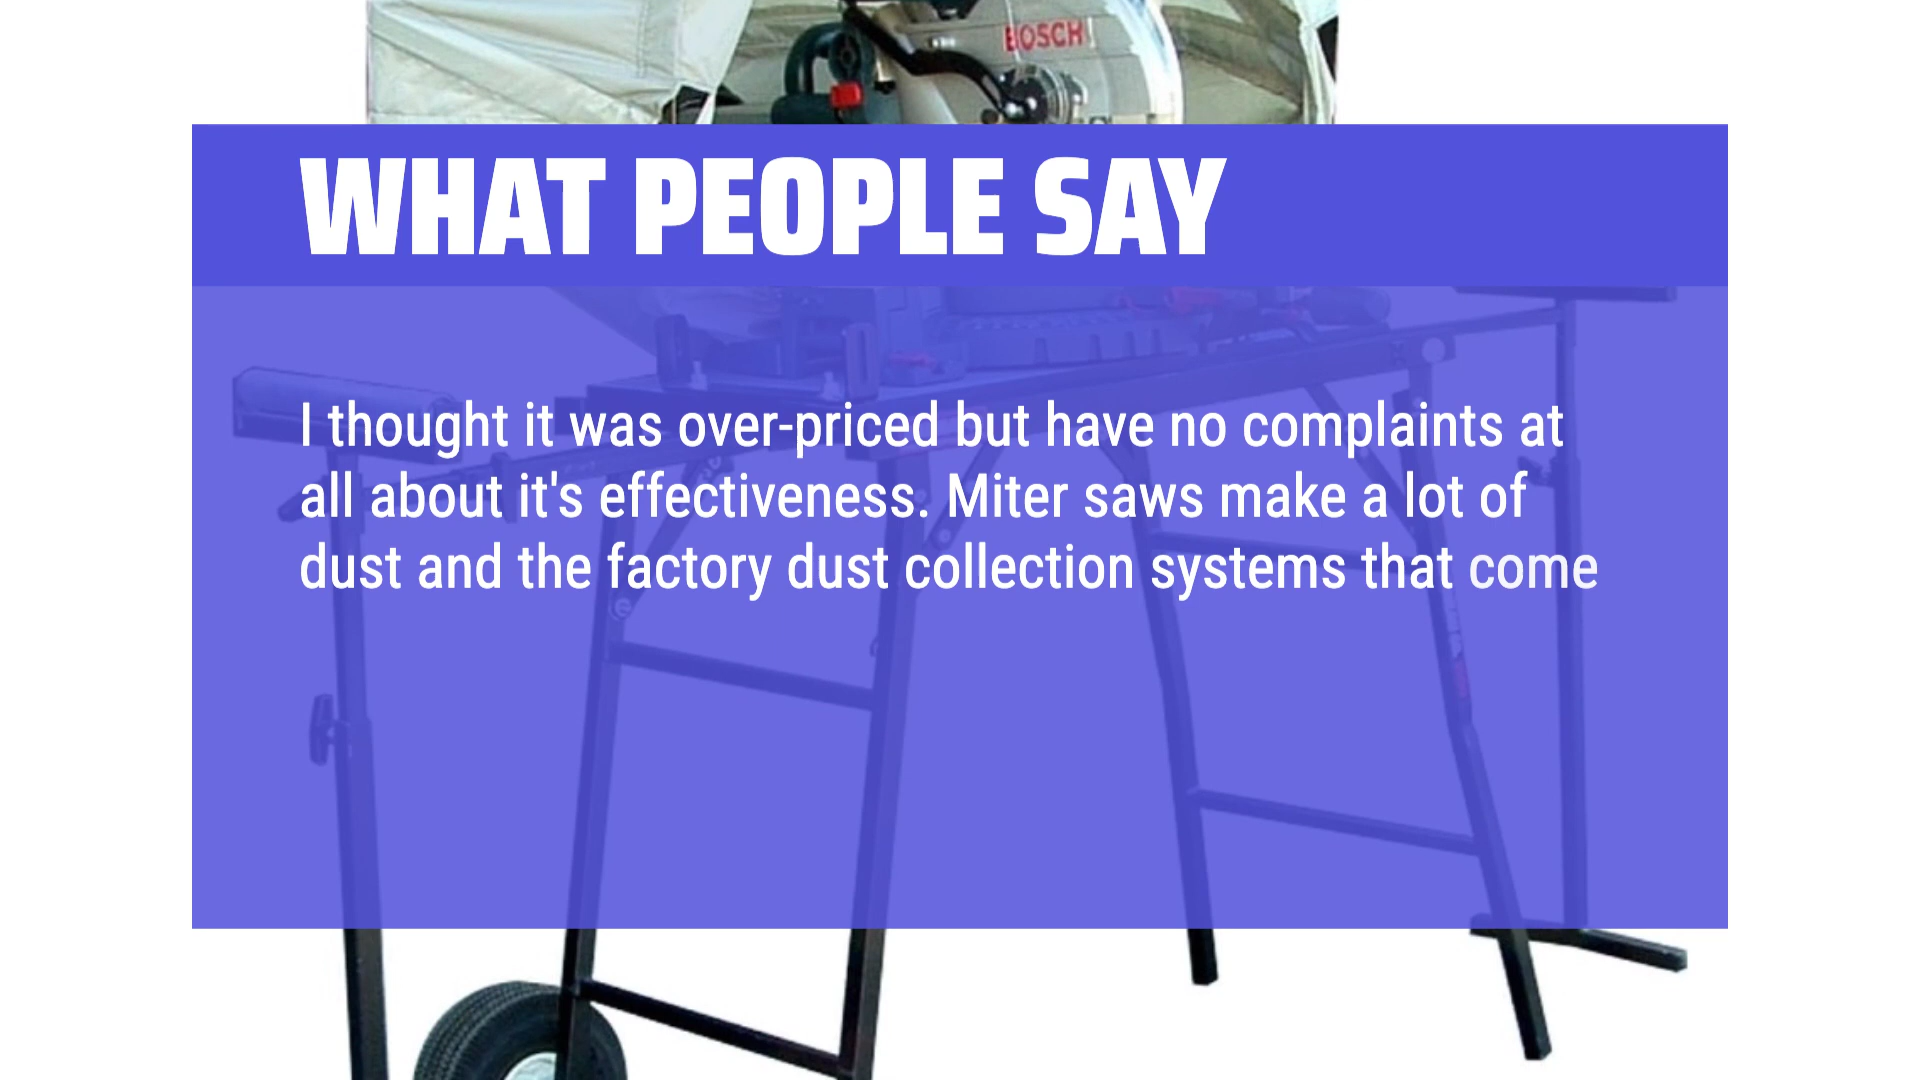 BOSCH
WHAT PEOPLE SAY
I thought it was over-priced but have no complaints at
all about it's effectiveness. Miter saws make a lot of
dust and the factory dust collection systems that come